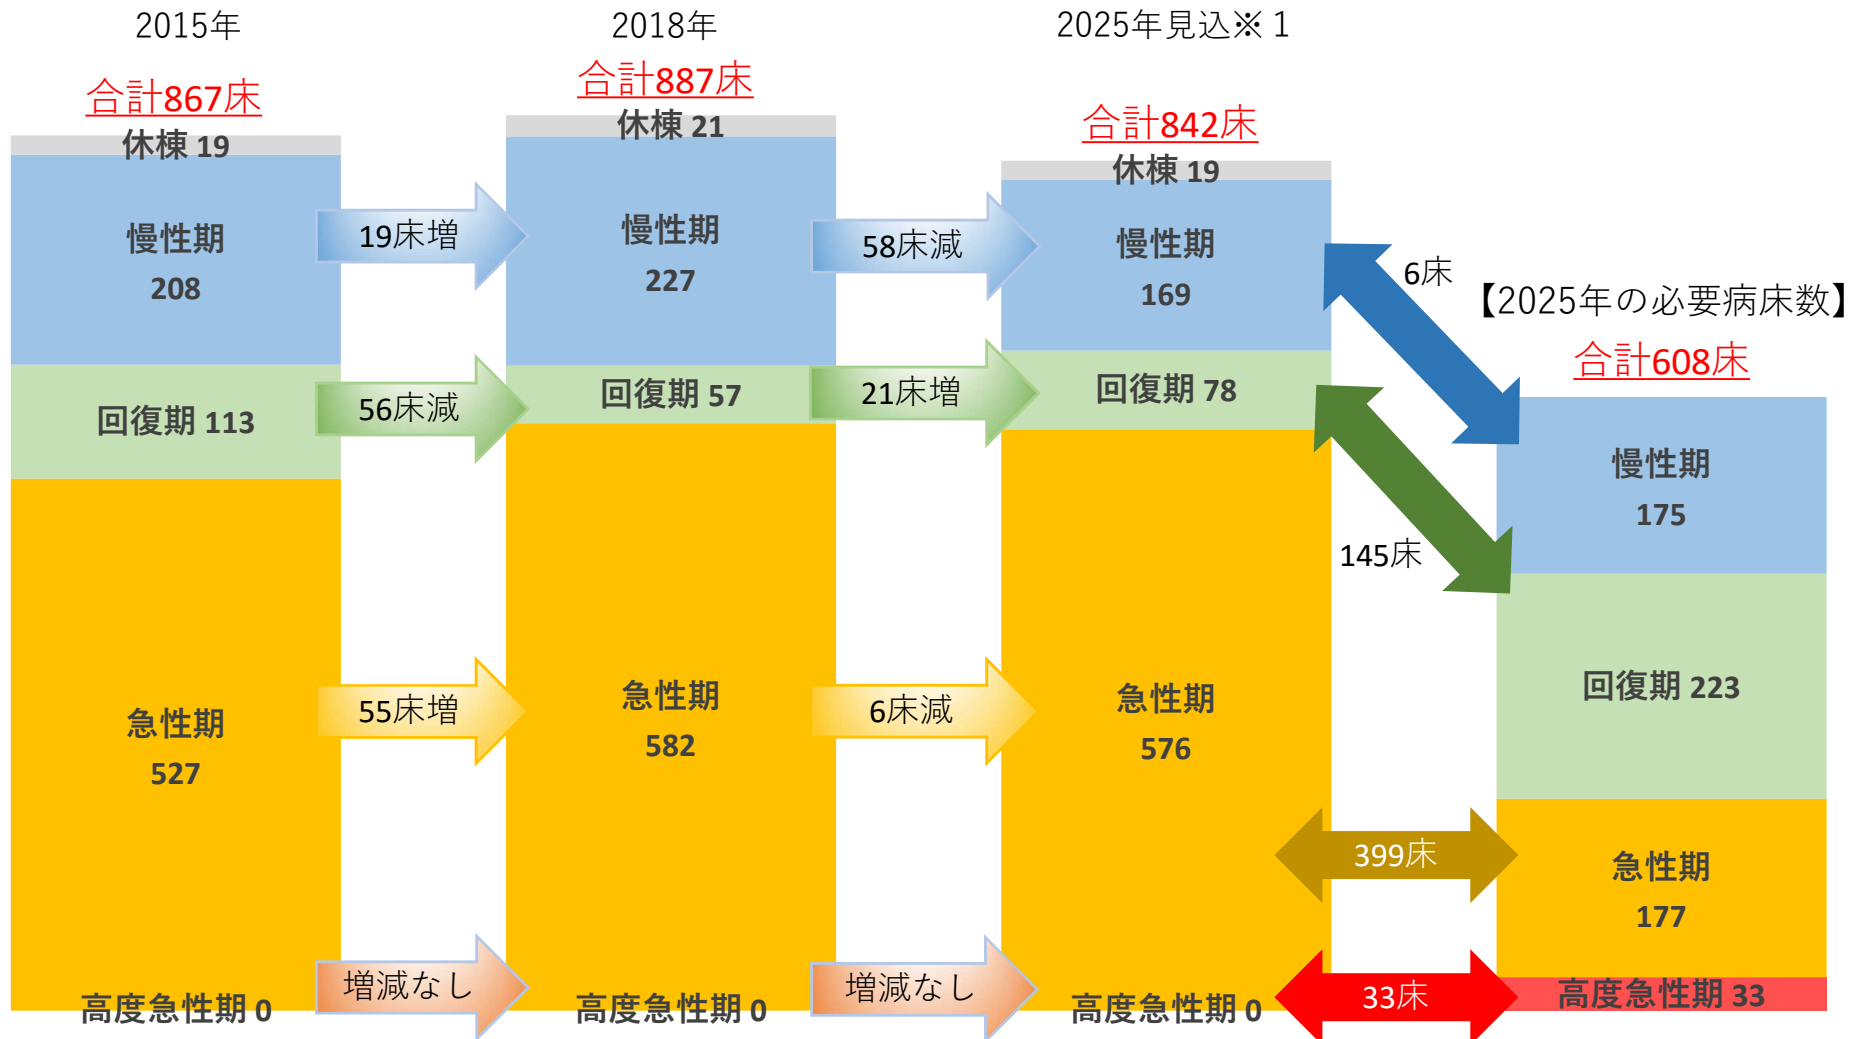 2015年
合計867床
休棟 19
慢性期
208
回復期 113
急性期
527
高度急性期 0
19床増
56床減
55床増
増減なし
2018年
合計887床
休棟 21
慢性期
227
回復期 57
急性期
582
高度急性期 0
58床減
21床増
6床減
増減なし
2025年見込※１
合計842床
休棟 19
慢性期
169
回復期 78
急性期
576
高度急性期 0
6床
145床
399床
33床
【2025年の必要病床数】
合計608床
慢性期
175
回復期 223
急性期
177
高度急性期 33